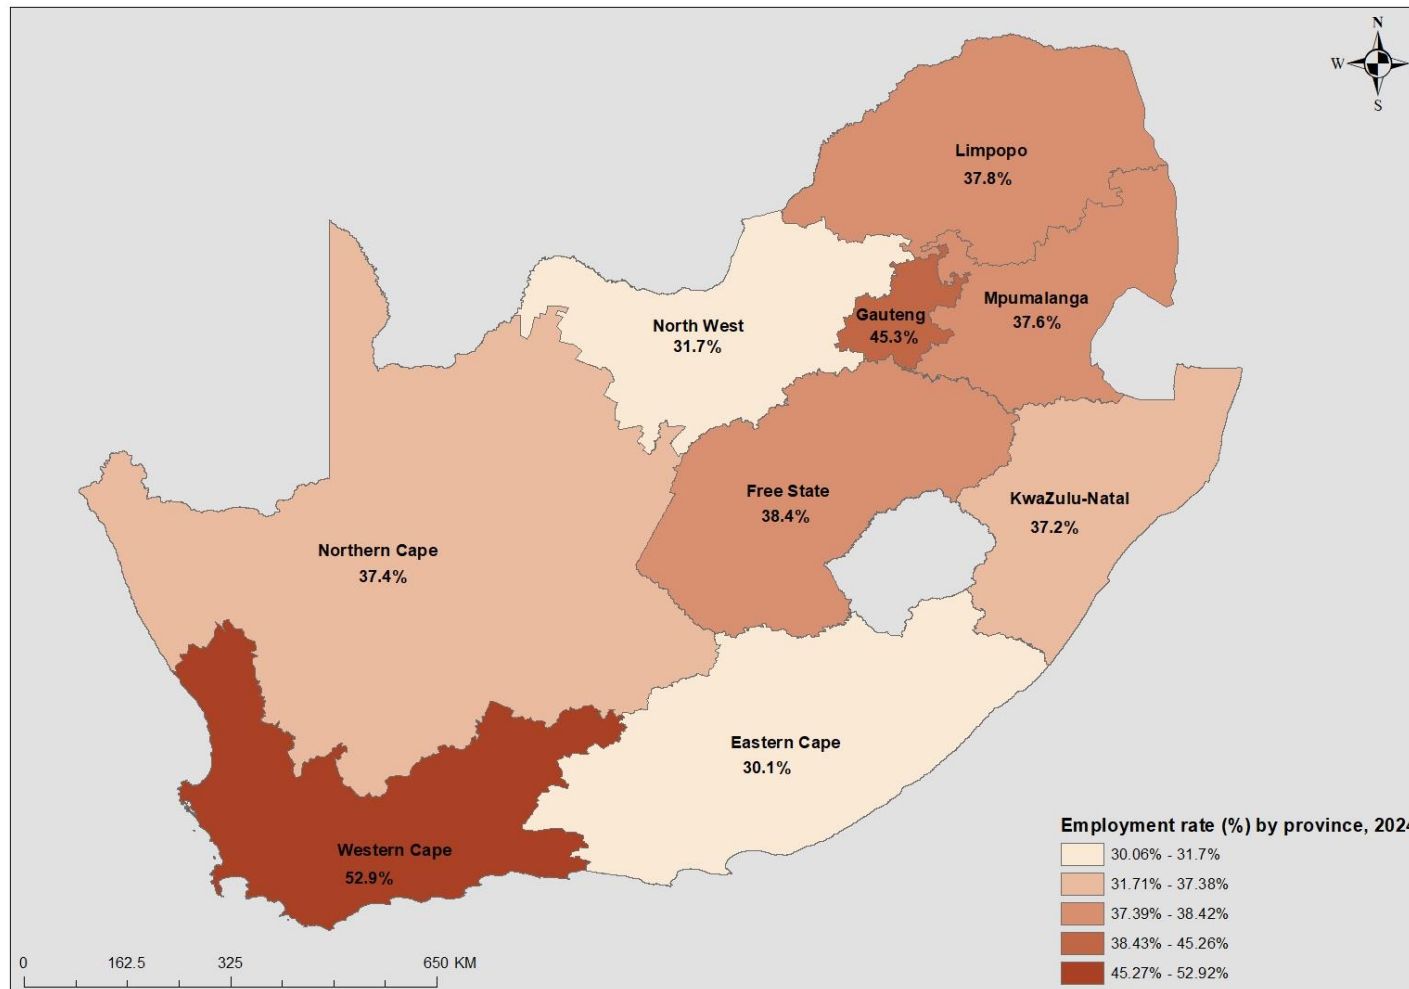 N
W
S
Limpopo
37.8%
Mpumalanga
37.6%
Gauteng
45.3%
North West
31.7%
Free State
38.4%
KwaZulu-Natal
37.2%
Northern Cape
37.4%
Eastern Cape
30.1%
Western Cape
52.9%
Employment rate (%) by province, 2024
30.06% - 31.7%
31.71% - 37.38%
37.39% - 38.42%
38.43% - 45.26%
45.27% - 52.92%
0 162.5 325 650 KM